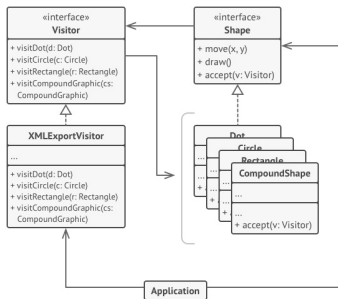 «interface»
Visitor
+ visitDot(d: Dot)
+ visitCircle(c: Circle)
+ visitRectangle(r: Rectangle)
+ visitCompoundGraphic(cs:
CompoundGraphic)
«interface»
Shape
+ move(x, y)
+ draw()
+ accept(v: Visitor)
XMLExportVisitor
...
+ visitDot(d: Dot)
+ visitCircle(c: Circle)
+ visitRectangle(r: Rectangle)
+ visitCompoundGraphic(cs:
CompoundGraphic)
Dot
...
...
+
Circle
...
...
+
Rectangle
...
...
+
CompoundShape
...
...
+ accept(v: Visitor)
Application